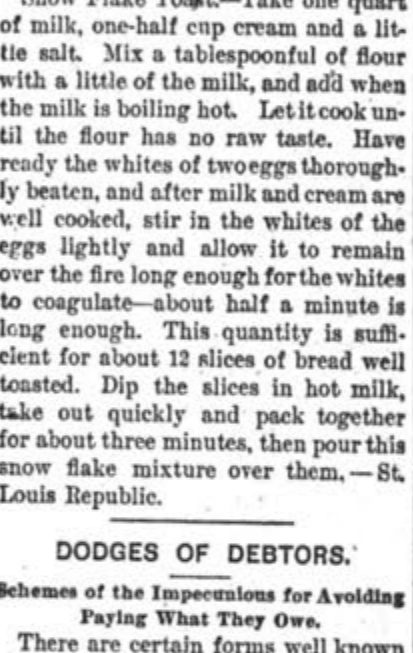 Snow Flake Toast.—Take one quart
of milk, one-half cup cream and a lit-
tle salt. Mix a tablespoonful of flour
with a little of the milk, and add when
the milk is boiling hot. Let it cook un-
til the flour has no raw taste. Have
ready the whites of two eggs thorough-
ly beaten, and after milk and cream are
well cooked, stir in the whites of the
eggs lightly and allow it to remain
over the fire long enough for the whites
to coagulate—about half a minute is
long enough. This quantity is suffi-
cient for about 12 slices of bread well
toasted. Dip the slices in hot milk,
take out quickly and pack together
for about three minutes, then pour this
snow flake mixture over them.—St.
Louis Republic.
DODGES OF DEBTORS.
Schemes of the Impecunious for Avoiding
Paying What They Owe.
There are certain forms well known